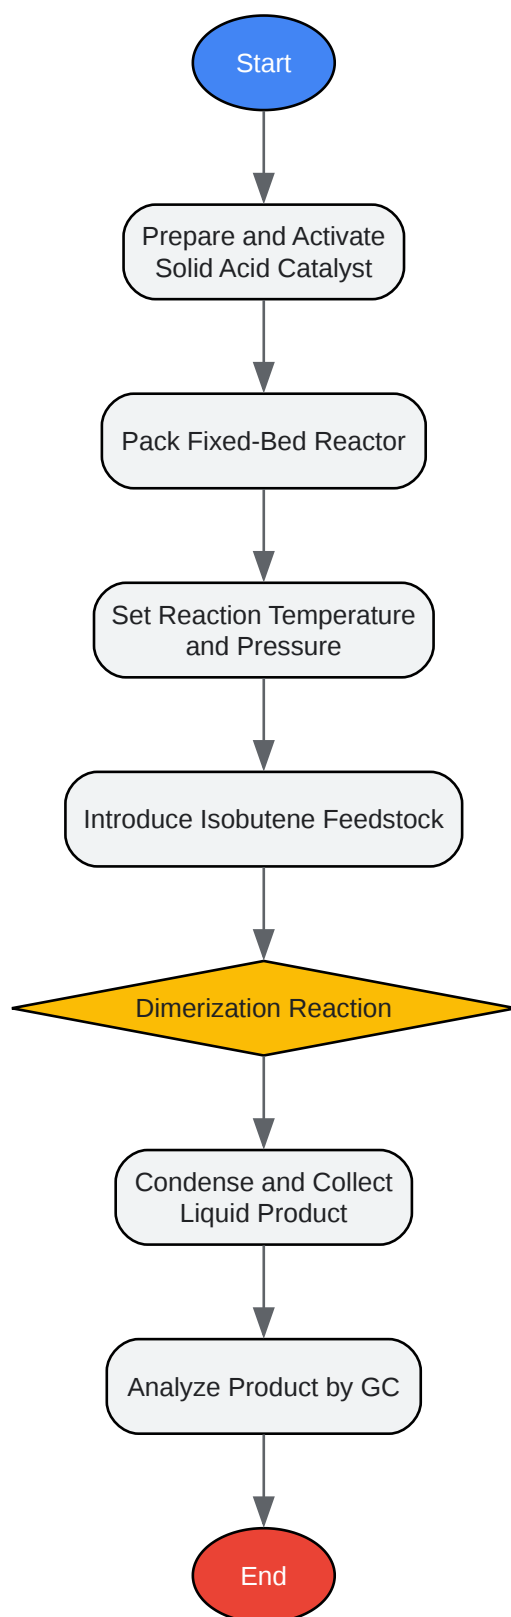 Start
Prepare and Activate
Solid Acid Catalyst
Pack Fixed-Bed Reactor
Set Reaction Temperature
and Pressure
Introduce Isobutene Feedstock
Dimerization Reaction
Condense and Collect
Liquid Product
Analyze Product by GC
End